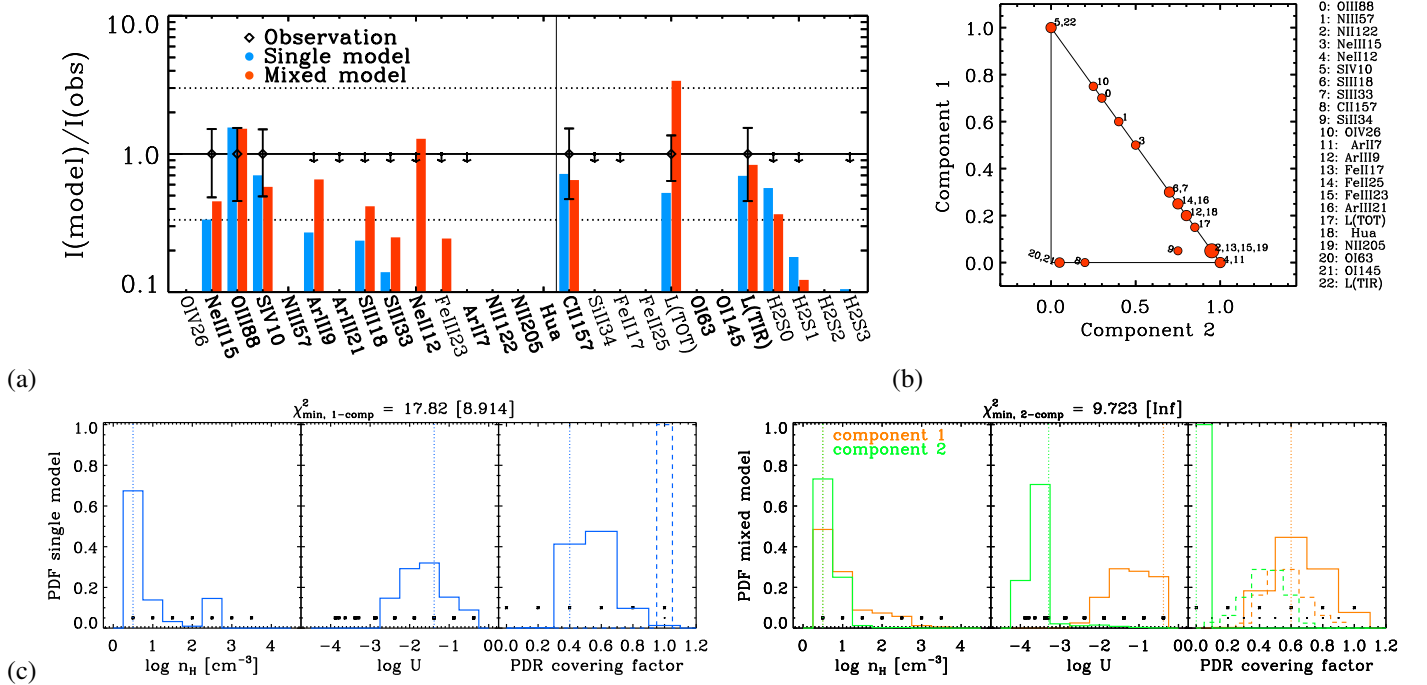 10.0
1.0
0.1
I(model)/I(obs)
Observation
Single model
Mixed model
OIV26
NeIII15
OIII88
SIV10
NIII57
ArIII9
ArIII21
SIII18
SIII33
NeII12
FeIII23
ArII7
NII122
NII205
Hua
CII157
SiII34
FeII17
FeII25
L(TOT)
OI63
OI145
L(TIR)
H2S0
H2S1
H2S2
H2S3
(a)
1.0
0.8
0.6
0.4
0.2
0.0
Component 1
5,22
10
0
1
3
6,7
14,16
12,18
17
2,13,15,19
4,11
9
8
20,21
0.0 0.5 1.0
Component 2
0: OIII88
1: NIII57
2: NII122
3: NeIII15
4: NeII12
5: SIV10
6: SIII18
7: SIII33
8: CII157
9: SiII34
10: OIV26
11: ArII7
12: ArIII9
13: FeII17
14: FeII25
15: FeIII23
16: ArIII21
17: L(TOT)
18: Hua
19: NII205
20: OI63
21: OI145
22: L(TIR)
(b)
χ²min, 1-comp = 17.82 [8.914]
1.0
0.8
0.6
0.4
0.2
0.0
PDF single model
0 1 2 3 4
log nH [cm⁻³]
−4 −3 −2 −1
log U
0.0 0.2 0.4 0.6 0.8 1.0 1.2
PDR covering factor
χ²min, 2-comp = 9.723 [Inf]
component 1
component 2
1.0
0.8
0.6
0.4
0.2
0.0
PDF mixed model
0 1 2 3 4
log nH [cm⁻³]
−4 −3 −2 −1
log U
0.0 0.2 0.4 0.6 0.8 1.0 1.2
PDR covering factor
(c)